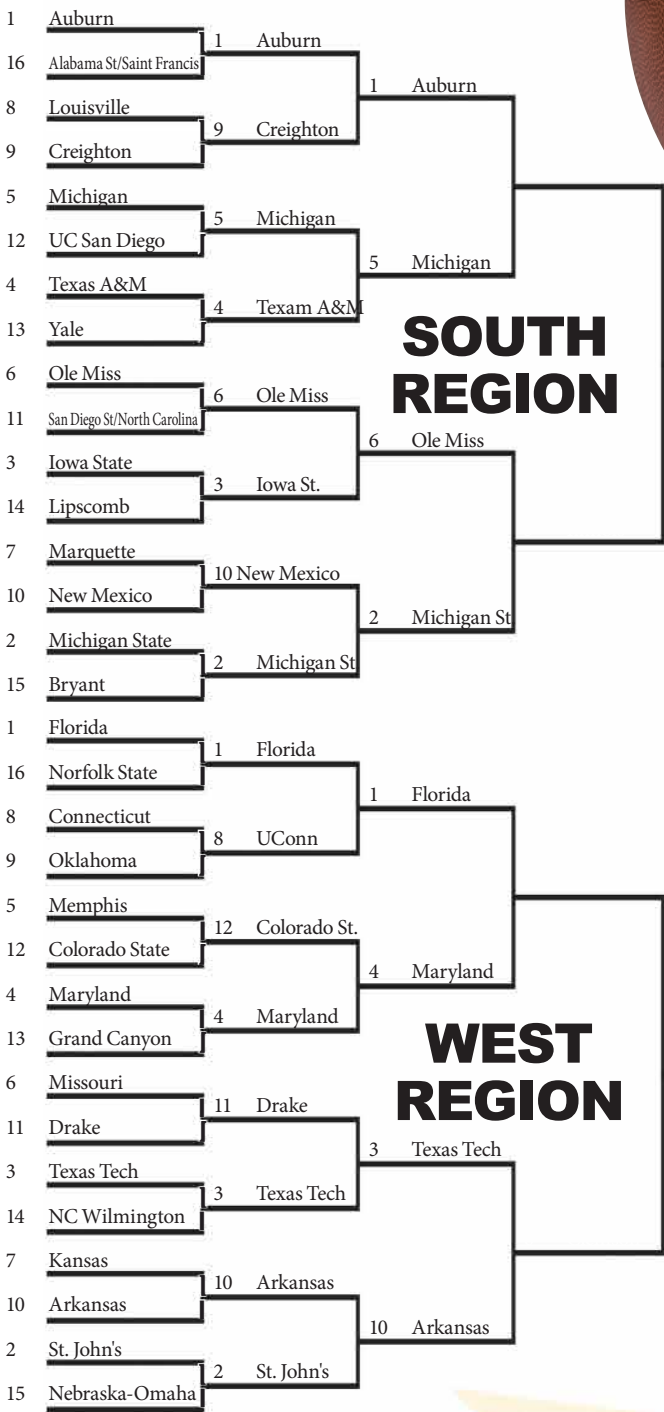 1 Auburn
16 Alabama St/Saint Francis
8 Louisville
9 Creighton
5 Michigan
12 UC San Diego
4 Texas A&M
13 Yale
6 Ole Miss
11 San Diego St/North Carolina
3 Iowa State
14 Lipscomb
7 Marquette
10 New Mexico
2 Michigan State
15 Bryant
1 Auburn
9 Creighton
5 Michigan
4 Texam A&M
6 Ole Miss
3 Iowa St.
10 New Mexico
2 Michigan St
1 Auburn
5 Michigan
6 Ole Miss
2 Michigan St
SOUTH
REGION
1 Florida
16 Norfolk State
8 Connecticut
9 Oklahoma
5 Memphis
12 Colorado State
4 Maryland
13 Grand Canyon
6 Missouri
11 Drake
3 Texas Tech
14 NC Wilmington
7 Kansas
10 Arkansas
2 St. John's
15 Nebraska-Omaha
1 Florida
8 UConn
12 Colorado St.
4 Maryland
11 Drake
3 Texas Tech
10 Arkansas
2 St. John's
1 Florida
4 Maryland
3 Texas Tech
10 Arkansas
WEST
REGION